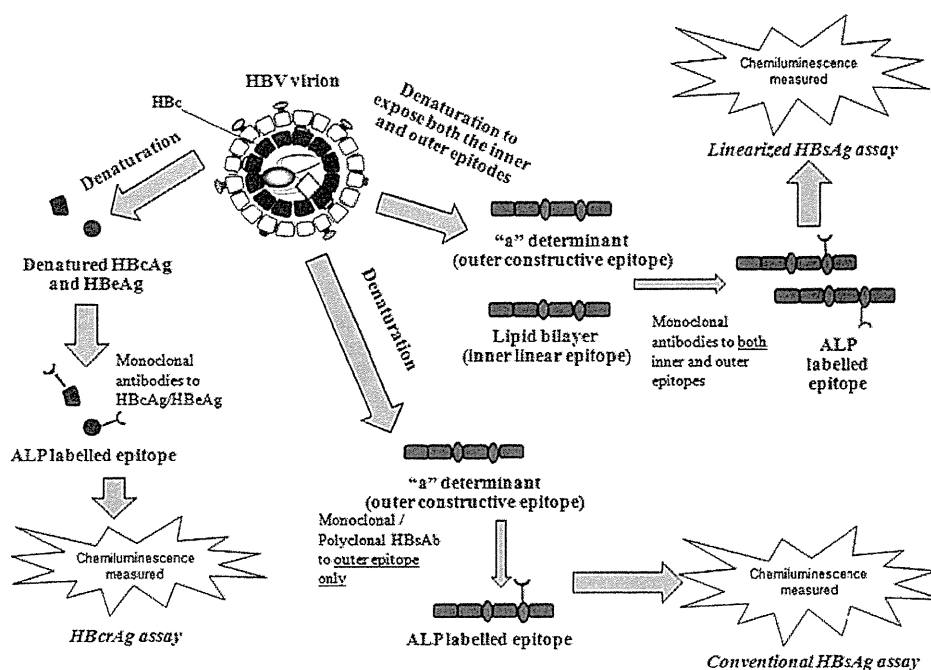 HBV virion
HBc
Denaturation
Denaturation to
expose both the inner
and outer epitodes
Denatured HBcAg
and HBeAg
Monoclonal
antibodies to
HBcAg/HBeAg
ALP labelled epitope
Chemiluminescence
measured
HBcrAg assay
Denaturation
"a" determinant
(outer constructive epitope)
Monoclonal /
Polyclonal HBsAb
to outer epitope
only
ALP labelled epitope
Chemiluminescence
measured
Conventional HBsAg assay
"a" determinant
(outer constructive epitope)
Lipid bilayer
(inner linear epitope)
Monoclonal
antibodies to both
inner and outer
epitopes
ALP
labelled
epitope
Chemiluminescence
measured
Linearized HBsAg assay